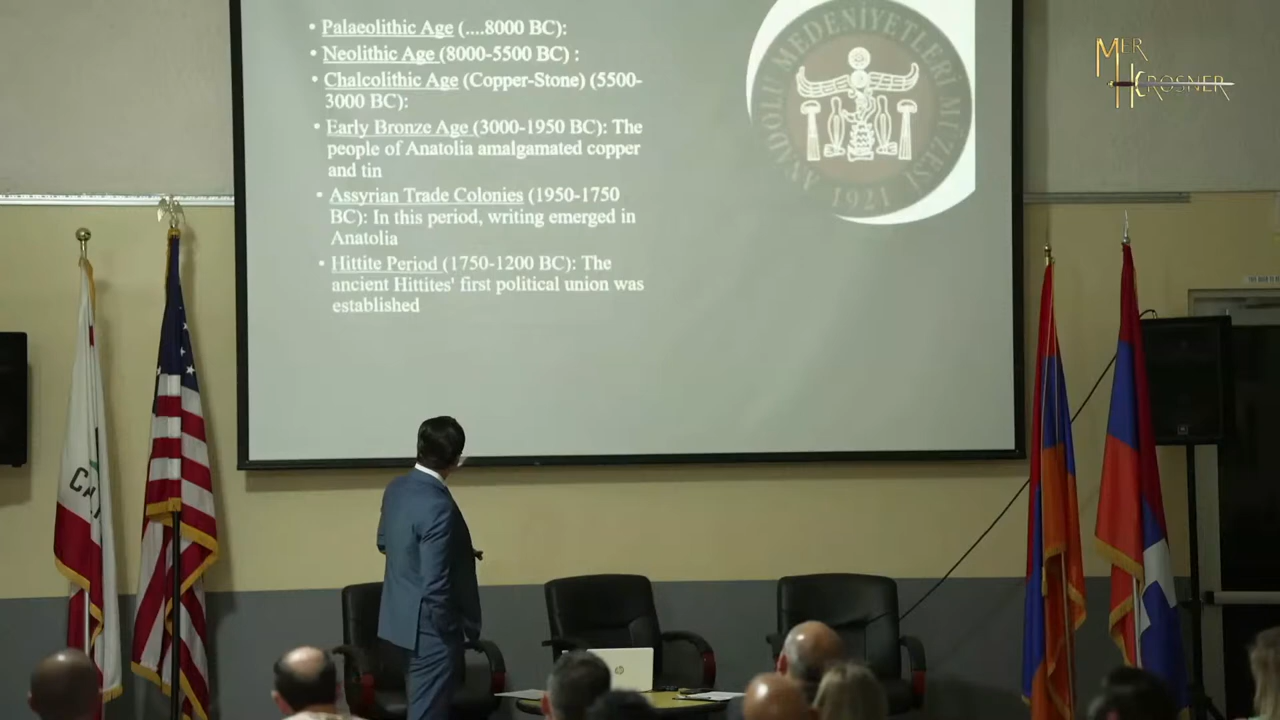 • Palaeolithic Age (....8000 BC):
• Neolithic Age (8000-5500 BC) :
• Chalcolithic Age (Copper-Stone) (5500-
3000 BC):
• Early Bronze Age (3000-1950 BC): The
people of Anatolia amalgamated copper
and tin
• Assyrian Trade Colonies (1950-1750
BC): In this period, writing emerged in
Anatolia
• Hittite Period (1750-1200 BC): The
ancient Hittites' first political union was
established
ANADOLU MEDENİYETLERİ MÜZESİ
1921
MER
HEROSNER
CA
hp